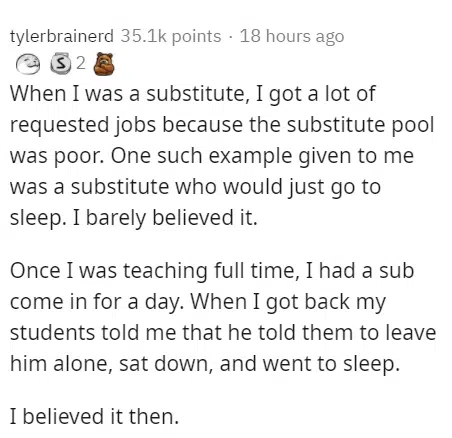 tylerbrainerd 35.1k points · 18 hours ago
S 2
When I was a substitute, I got a lot of
requested jobs because the substitute pool
was poor. One such example given to me
was a substitute who would just go to
sleep. I barely believed it.
Once I was teaching full time, I had a sub
come in for a day. When I got back my
students told me that he told them to leave
him alone, sat down, and went to sleep.
I believed it then.